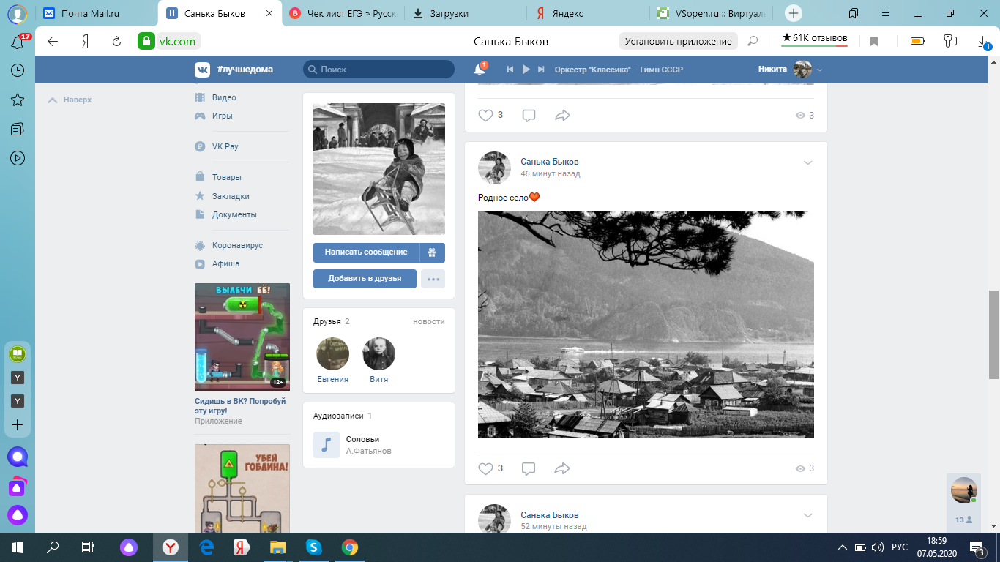 Почта Mail.ru
Санька Быков
Чек лист ЕГЭ » Русск
Загрузки
Яндекс
VSopen.ru :: Виртуаль
17
vk.com
Санька Быков
Установить приложение
★61К отзывов
1
#лучшедома
Поиск
1
Оркестр "Классика" – Гимн СССР
Никита
Наверх
Видео
Игры
VK Pay
Товары
Закладки
Документы
Коронавирус
Афиша
ВЫЛЕЧИ ЕЁ!
12+
Сидишь в ВК? Попробуй
эту игру!
Приложение
УБЕЙ
ГОБЛИНА!
Написать сообщение
Добавить в друзья
Друзья 2
новости
Евгения
Витя
Аудиозаписи 1
Соловьи
А.Фатьянов
3
3
Санька Быков
46 минут назад
Родное село
3
3
Санька Быков
52 минуты назад
13
РУС
18:59
07.05.2020
3